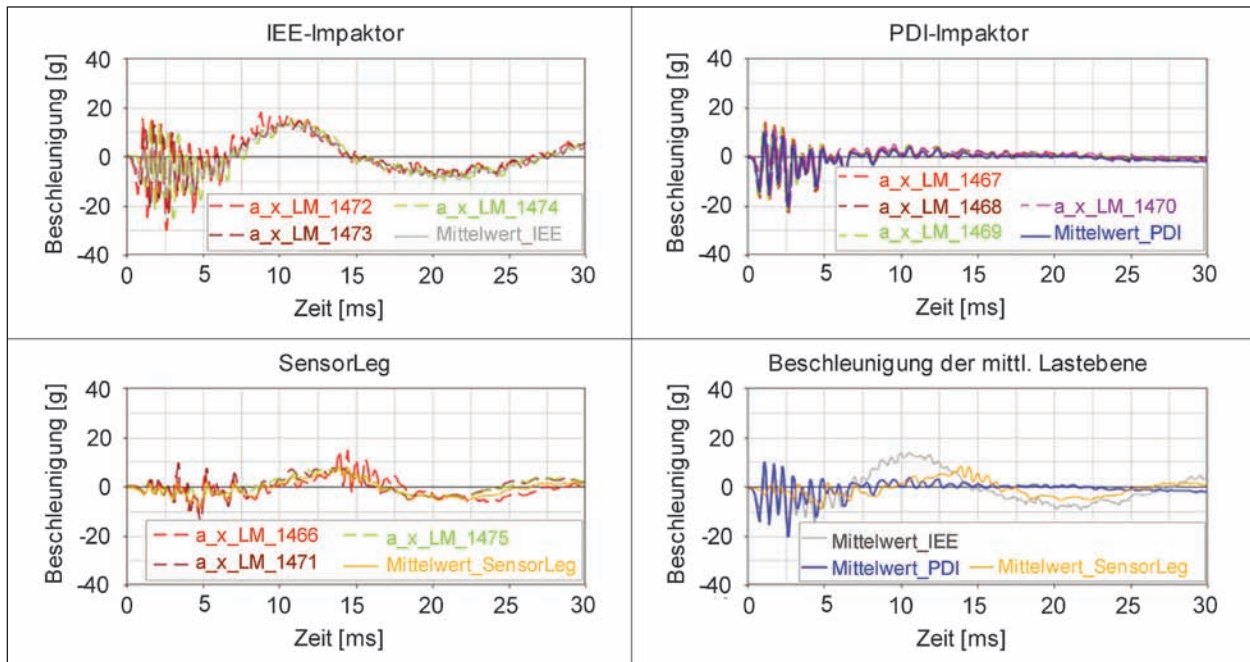 IEE-Impaktor
Beschleunigung [g]
40
20
0
-20
-40
a_x_LM_1472
a_x_LM_1474
a_x_LM_1473
Mittelwert_IEE
0 5 10 15 20 25 30
Zeit [ms]
PDI-Impaktor
Beschleunigung [g]
40
20
0
-20
-40
a_x_LM_1467
a_x_LM_1468
a_x_LM_1470
a_x_LM_1469
Mittelwert_PDI
0 5 10 15 20 25 30
Zeit [ms]
SensorLeg
Beschleunigung [g]
40
20
0
-20
-40
a_x_LM_1466
a_x_LM_1475
a_x_LM_1471
Mittelwert_SensorLeg
0 5 10 15 20 25 30
Zeit [ms]
Beschleunigung der mittl. Lastebene
Beschleunigung [g]
40
20
0
-20
-40
Mittelwert_IEE
Mittelwert_PDI
Mittelwert_SensorLeg
0 5 10 15 20 25 30
Zeit [ms]